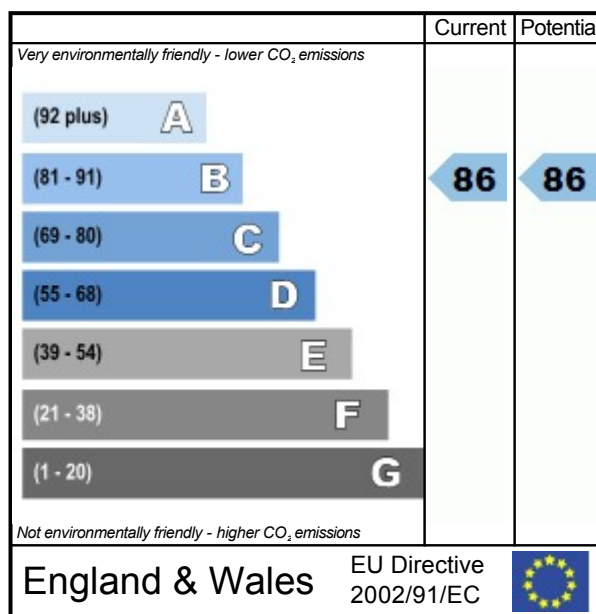 Current Potentia
Very environmentally friendly - lower CO₂ emissions
(92 plus) A
(81 - 91) B 86 86
(69 - 80) C
(55 - 68) D
(39 - 54) E
(21 - 38) F
(1 - 20) G
Not environmentally friendly - higher CO₂ emissions
England & Wales
EU Directive
2002/91/EC